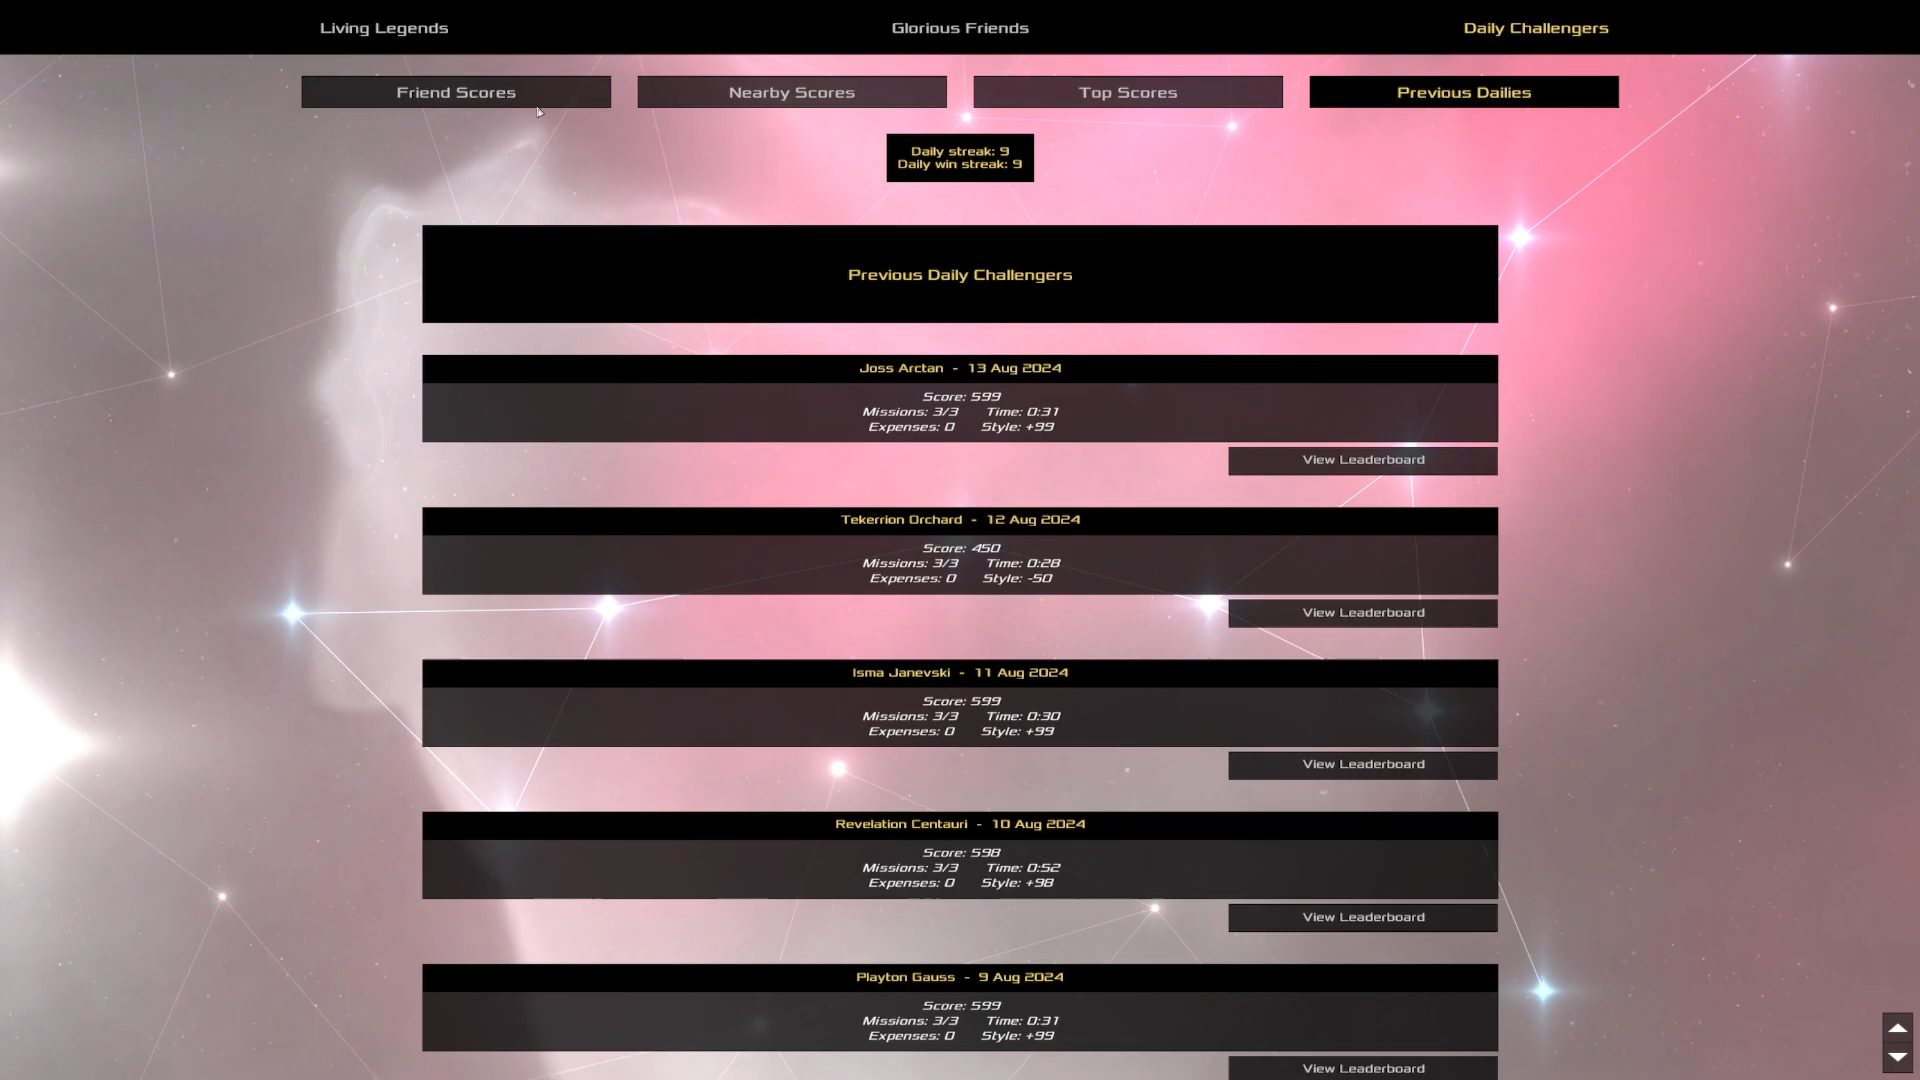 Living Legends
Glorious Friends
Daily Challengers
Friend Scores
Nearby Scores
Top Scores
Previous Dailies
Daily streak: 9
Daily win streak: 9
Previous Daily Challengers
Joss Arctan - 13 Aug 2024
Score: 599
Missions: 3/3 Time: 0:31
Expenses: 0 Style: +99
View Leaderboard
Tekerrion Orchard - 12 Aug 2024
Score: 450
Missions: 3/3 Time: 0:28
Expenses: 0 Style: -50
View Leaderboard
Isma Janevski - 11 Aug 2024
Score: 599
Missions: 3/3 Time: 0:30
Expenses: 0 Style: +99
View Leaderboard
Revelation Centauri - 10 Aug 2024
Score: 598
Missions: 3/3 Time: 0:52
Expenses: 0 Style: +98
View Leaderboard
Playton Gauss - 9 Aug 2024
Score: 599
Missions: 3/3 Time: 0:31
Expenses: 0 Style: +99
View Leaderboard